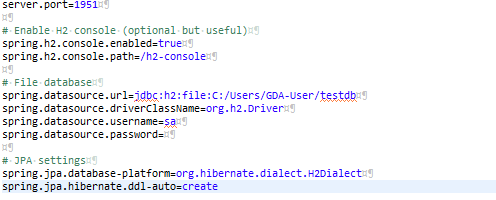 server.port=1951

# Enable H2 console (optional but useful)
spring.h2.console.enabled=true
spring.h2.console.path=/h2-console

# File database
spring.datasource.url=jdbc:h2:file:C:/Users/GDA-User/testdb
spring.datasource.driverClassName=org.h2.Driver
spring.datasource.username=sa
spring.datasource.password=

# JPA settings
spring.jpa.database-platform=org.hibernate.dialect.H2Dialect
spring.jpa.hibernate.ddl-auto=create